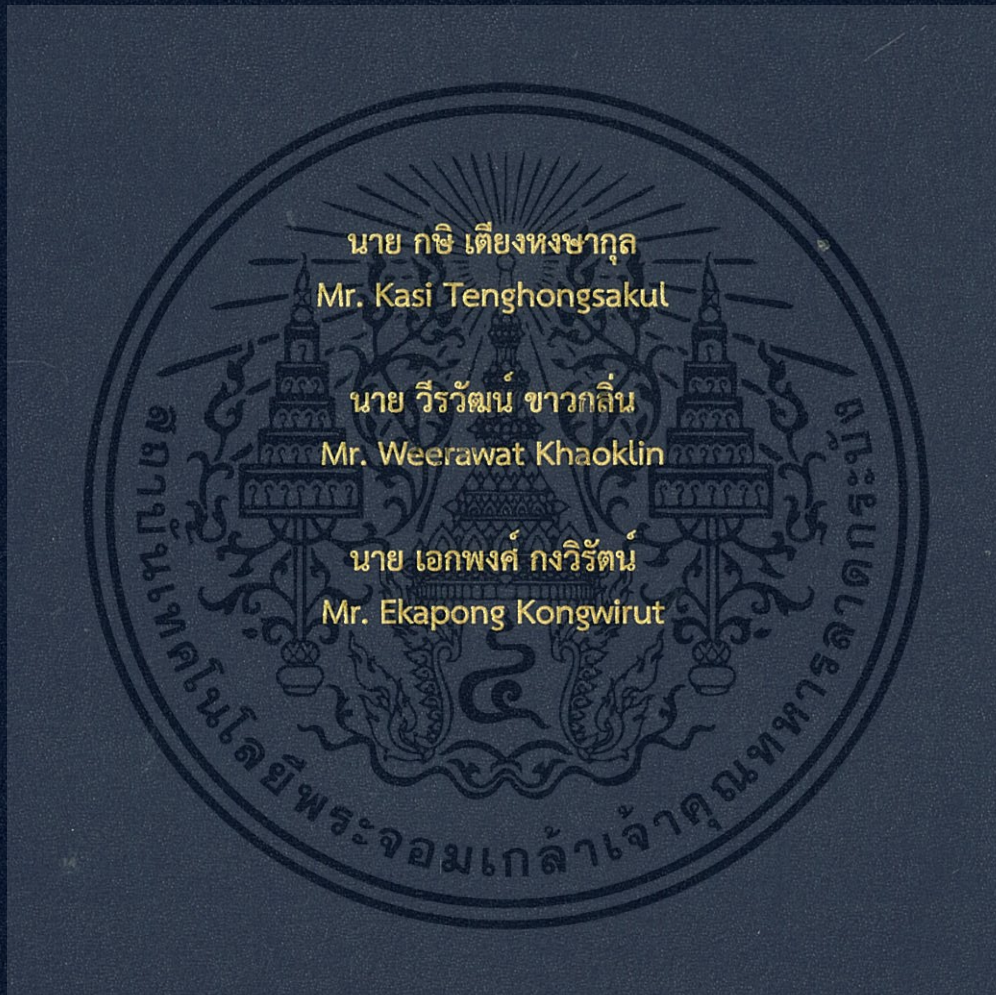 นาย กษิ เตียงหงษากุล
Mr. Kasi Tenghongsakul
นาย วีรวัฒน์ ขาวกลิ่น
Mr. Weerawat Khaoklin
นาย เอกพงศ์ กงวิรัตน์
Mr. Ekapong Kongwirut
๔
สถาบันเทคโนโลยีพระจอมเกล้าเจ้าคุณทหารลาดกระบัง